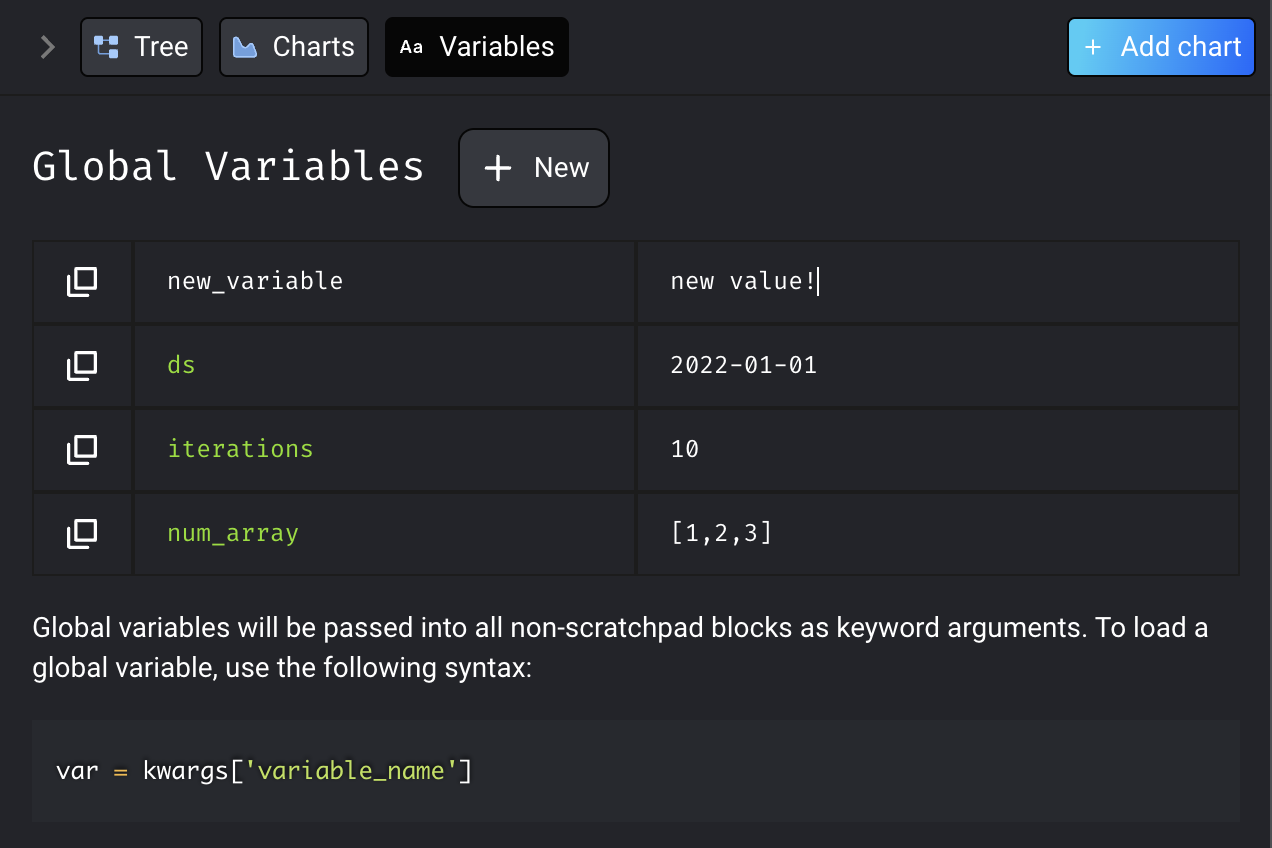 Tree Charts Aa Variables + Add chart
Global Variables + New
new_variable new value!
ds 2022-01-01
iterations 10
num_array [1,2,3]
Global variables will be passed into all non-scratchpad blocks as keyword arguments. To load a
global variable, use the following syntax:
var = kwargs['variable_name']